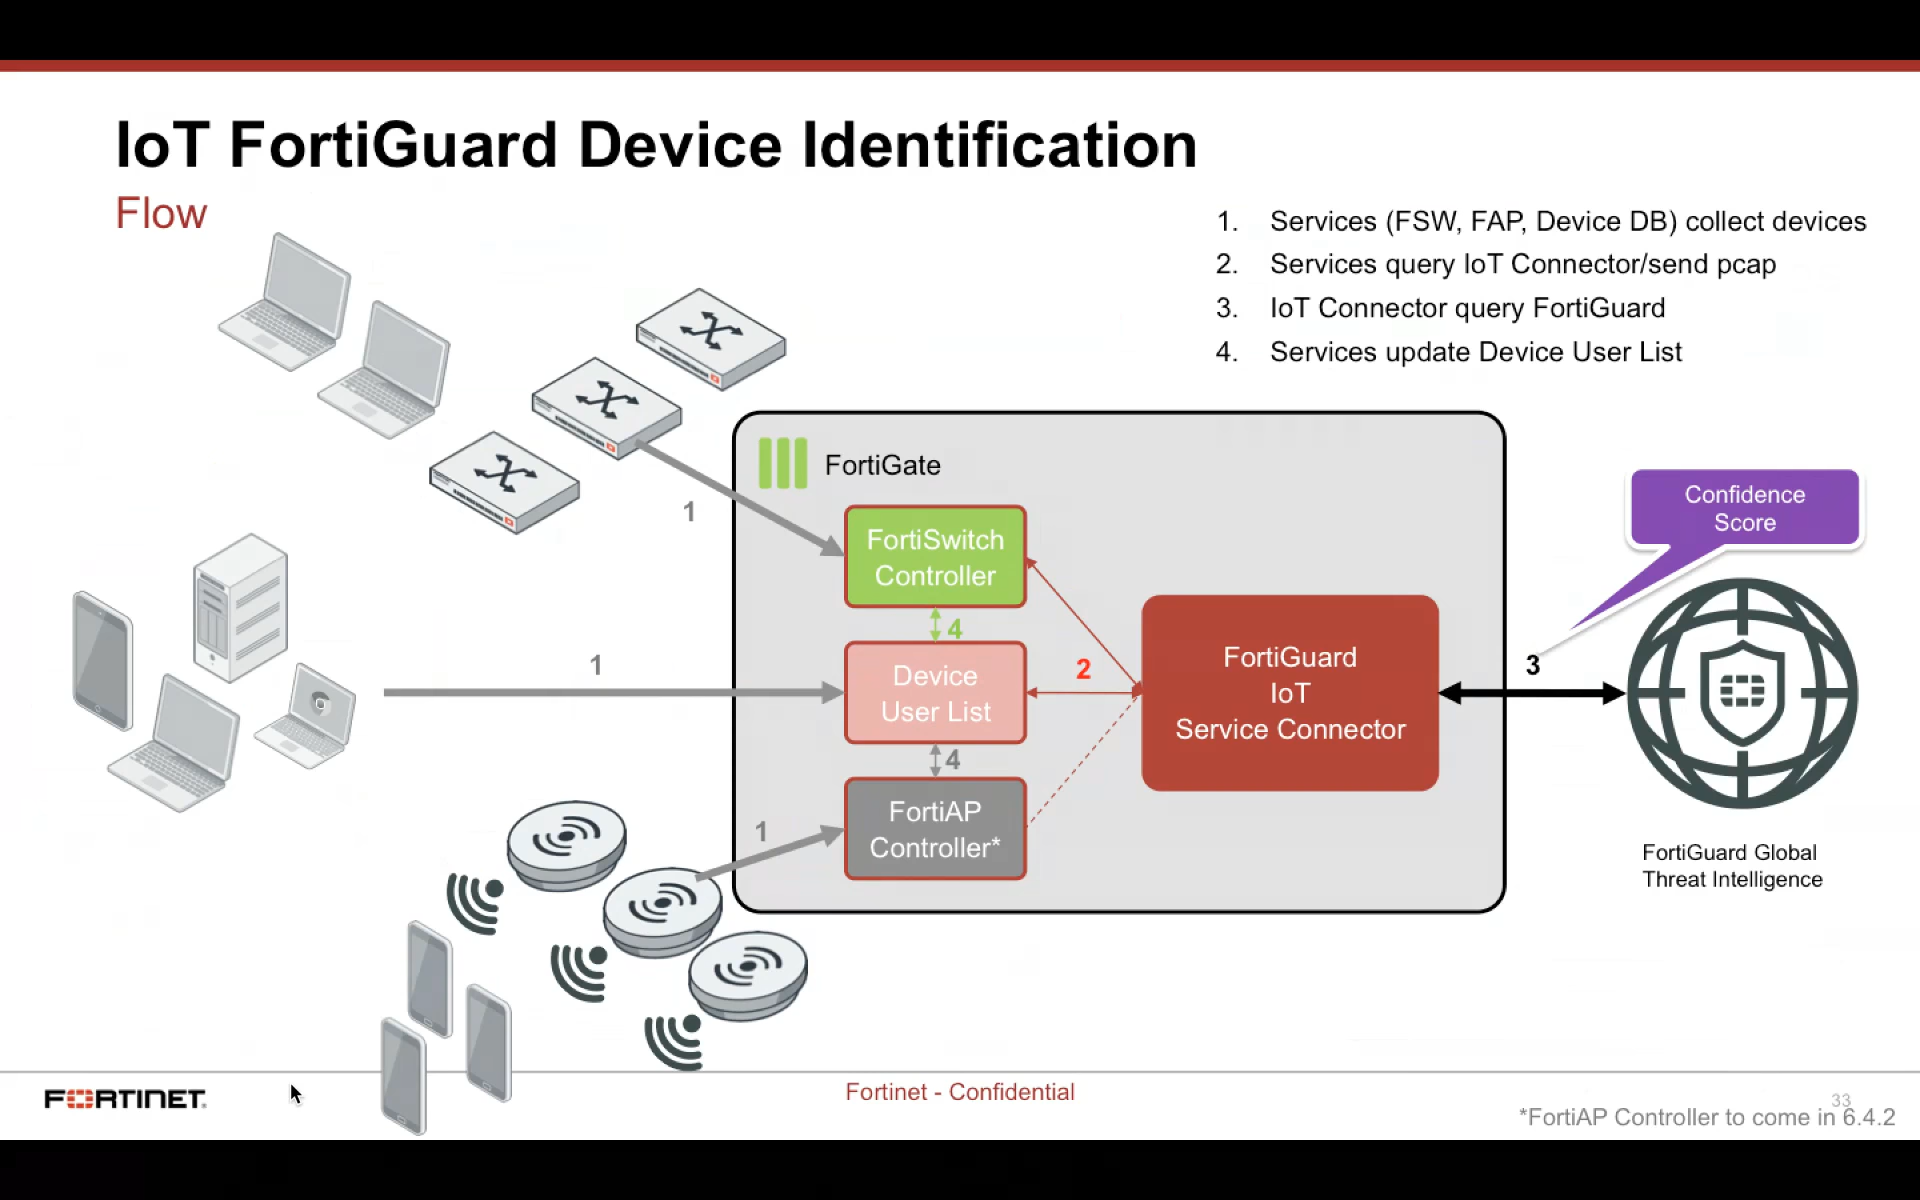 IoT FortiGuard Device Identification
Flow
1. Services (FSW, FAP, Device DB) collect devices
2. Services query IoT Connector/send pcap
3. IoT Connector query FortiGuard
4. Services update Device User List
FortiGate
1
FortiSwitch
Controller
4
1
Device
User List
2
4
1
FortiAP
Controller*
FortiGuard
IoT
Service Connector
3
Confidence
Score
FortiGuard Global
Threat Intelligence
FORTINET
Fortinet - Confidential
33
*FortiAP Controller to come in 6.4.2